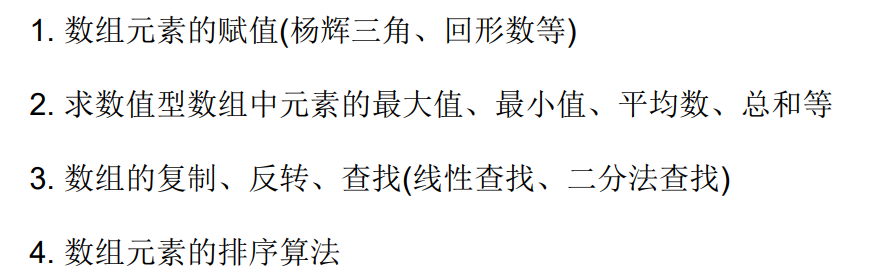 1. 数组元素的赋值(杨辉三角、回形数等)
2. 求数值型数组中元素的最大值、最小值、平均数、总和等
3. 数组的复制、反转、查找(线性查找、二分法查找)
4. 数组元素的排序算法